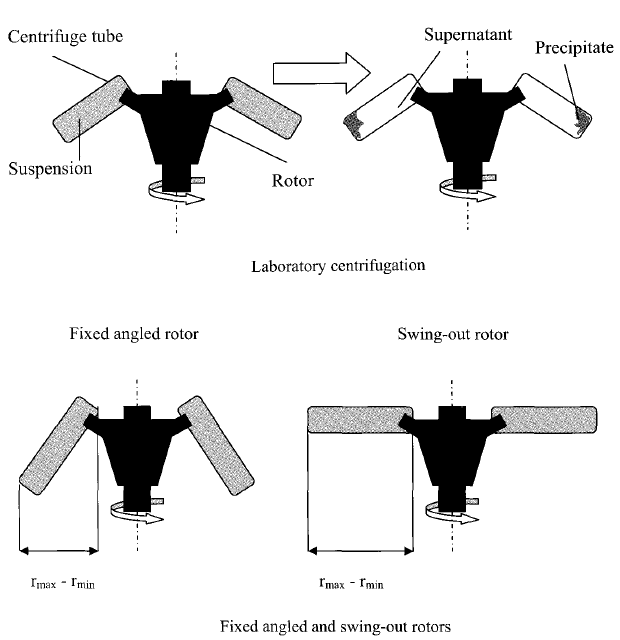 Centrifuge tube
Supernatant
Precipitate
Suspension
Rotor
Laboratory centrifugation
Fixed angled rotor
Swing-out rotor
rmax - rmin
rmax - rmin
Fixed angled and swing-out rotors